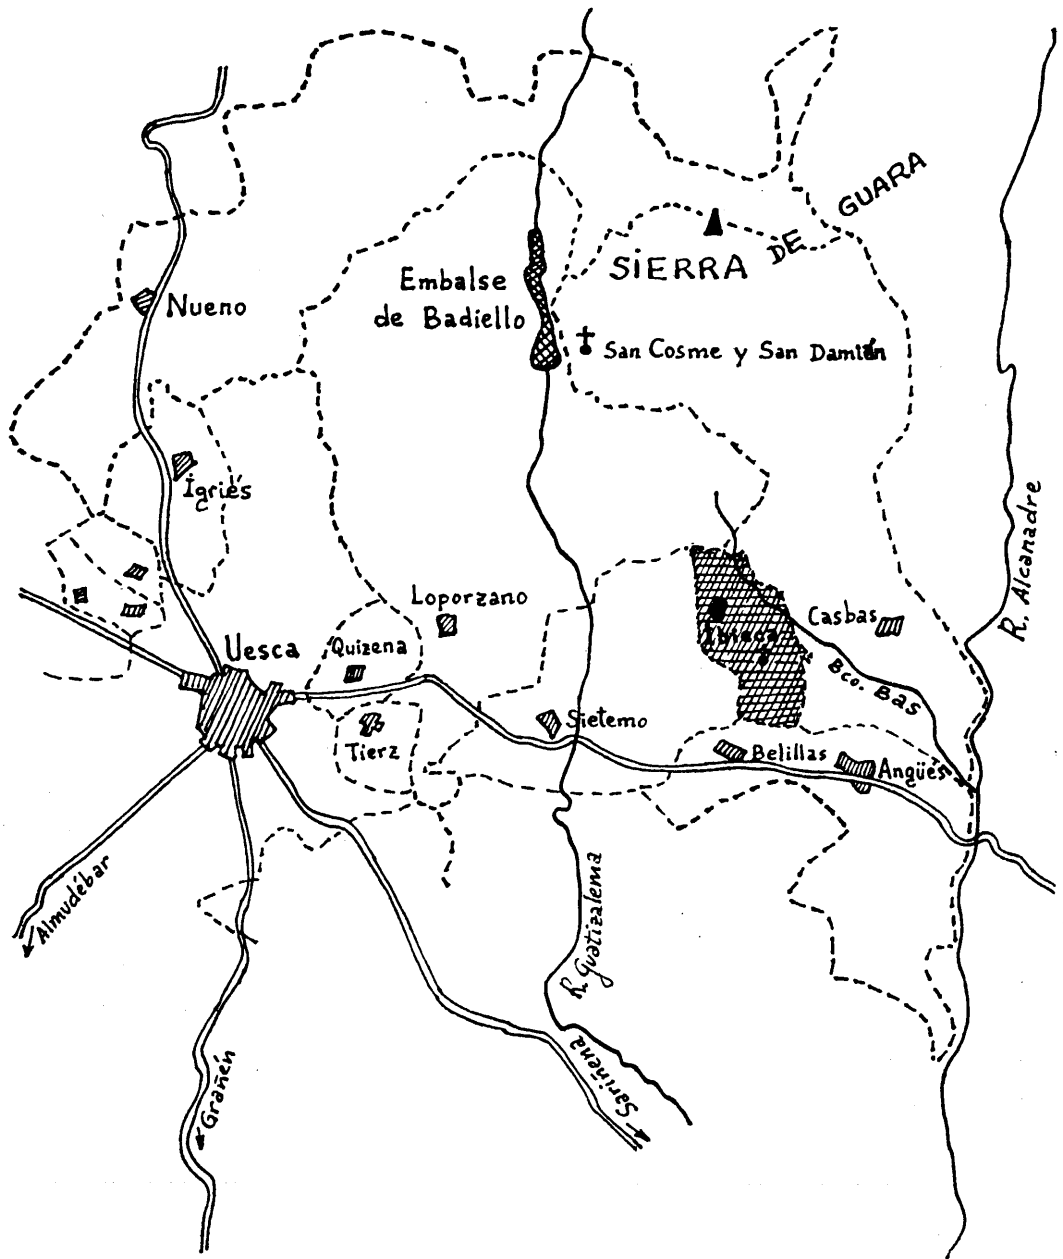 SIERRA DE GUARA
Embalse
de Badiello
Nueno
San Cosme y San Damián
Igriés
R. Alcanadre
Loporzano
Casbas
Uesca
Quizena
Ibieca
Bco. Bas
Sietemo
Tierz
Belillas
Angüés
Almudébar
R. Guatizalema
Grañén
Sariñena